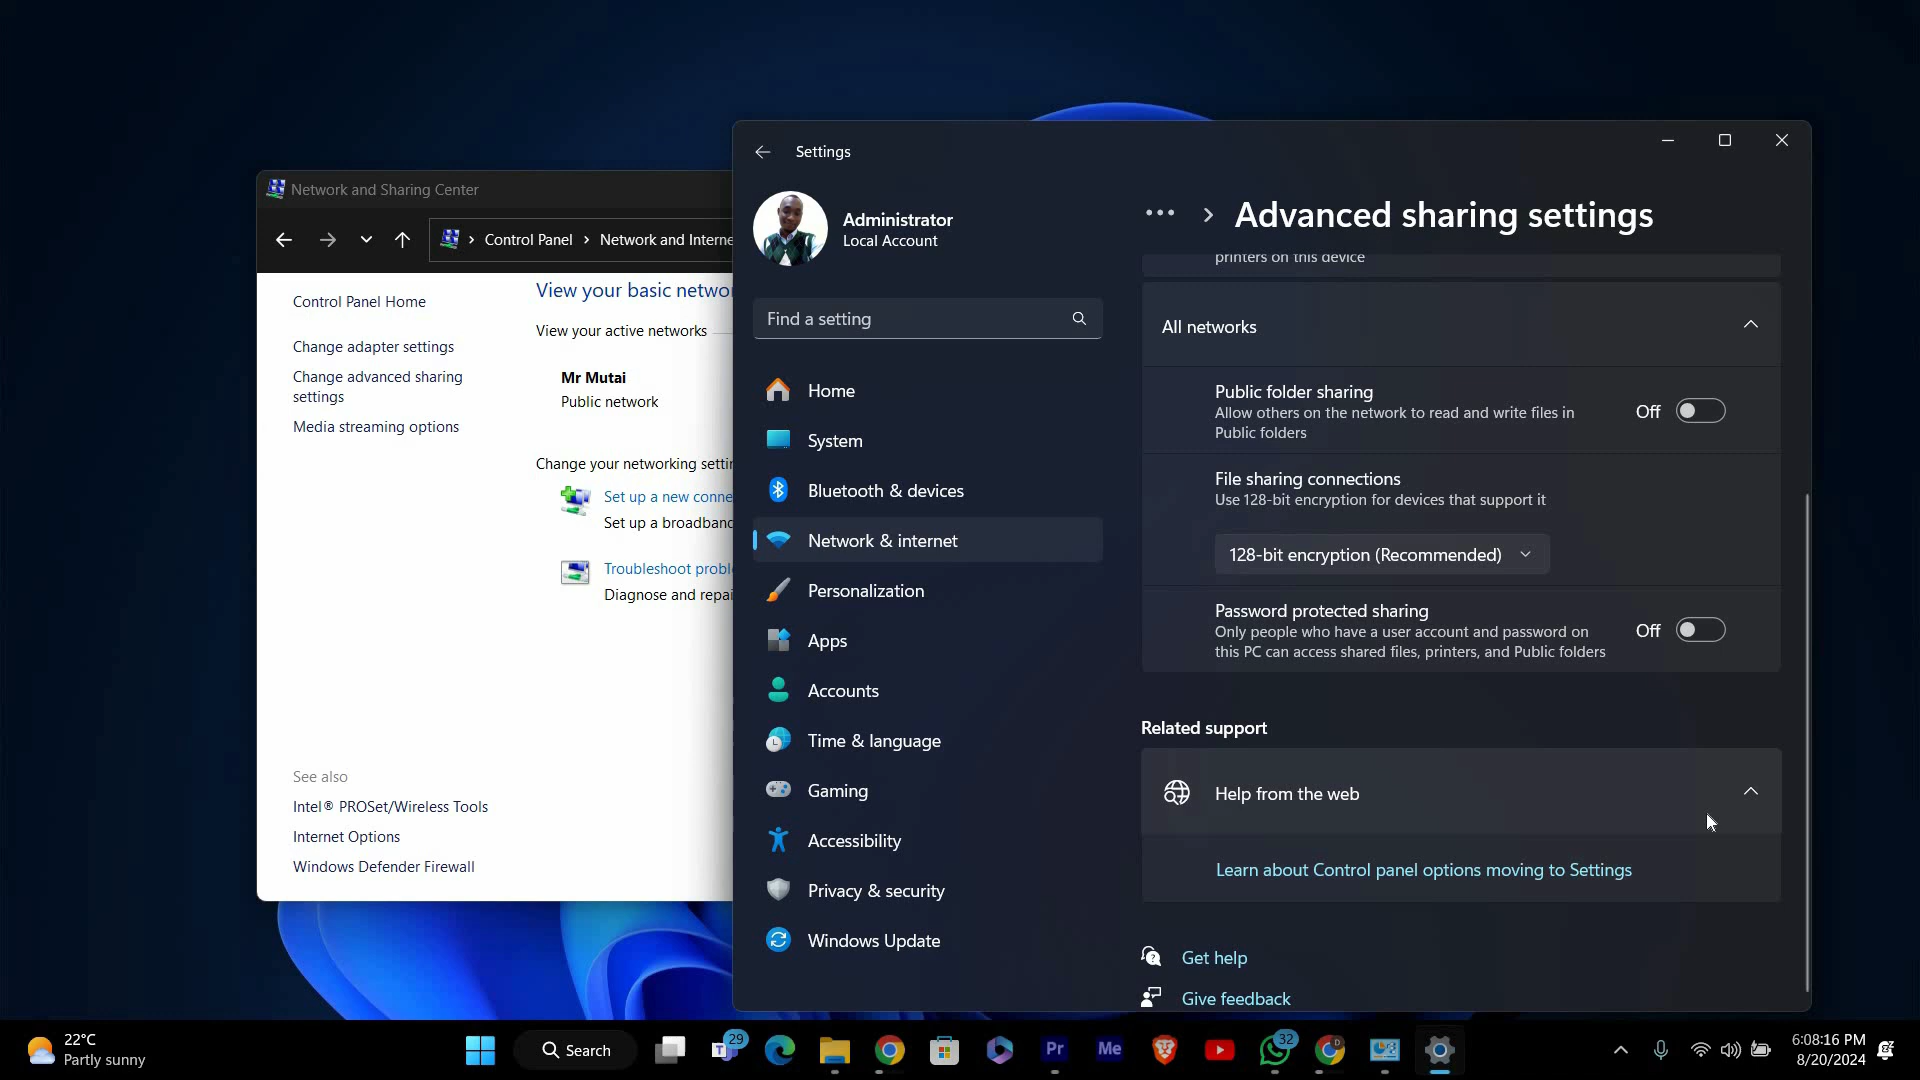 Network and Sharing Center
Control Panel
Network and Interne
Control Panel Home
Change adapter settings
Change advanced sharing
settings
Media streaming options
View your basic networ
View your active networks
Mr Mutai
Public network
Change your networking settin
Set up a new conne
Set up a broadband
Troubleshoot proble
Diagnose and repai
See also
Intel® PROSet/Wireless Tools
Internet Options
Windows Defender Firewall
Settings
Administrator
Local Account
Find a setting
Home
System
Bluetooth & devices
Network & internet
Personalization
Apps
Accounts
Time & language
Gaming
Accessibility
Privacy & security
Windows Update
Advanced sharing settings
printers on this device
All networks
Public folder sharing
Allow others on the network to read and write files in
Public folders
Off
File sharing connections
Use 128-bit encryption for devices that support it
128-bit encryption (Recommended)
Password protected sharing
Only people who have a user account and password on
this PC can access shared files, printers, and Public folders
Off
Related support
Help from the web
Learn about Control panel options moving to Settings
Get help
Give feedback
22°C
Partly sunny
Search
29
Pr
Me
32
D
6:08:16 PM
8/20/2024